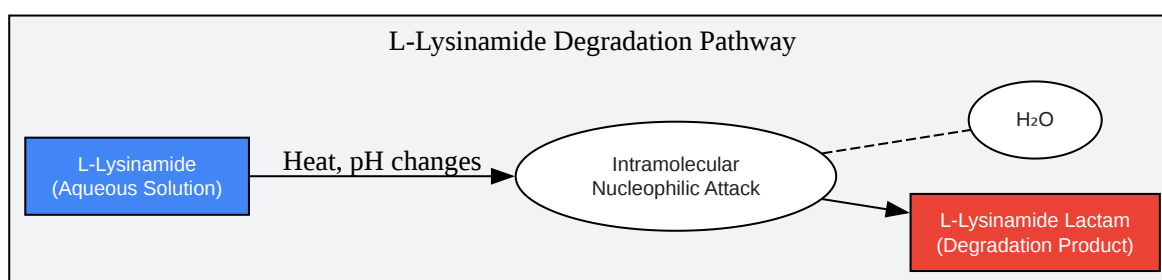 L-Lysinamide Degradation Pathway
L-Lysinamide
(Aqueous Solution)
Heat, pH changes
Intramolecular
Nucleophilic Attack
H₂O
L-Lysinamide Lactam
(Degradation Product)